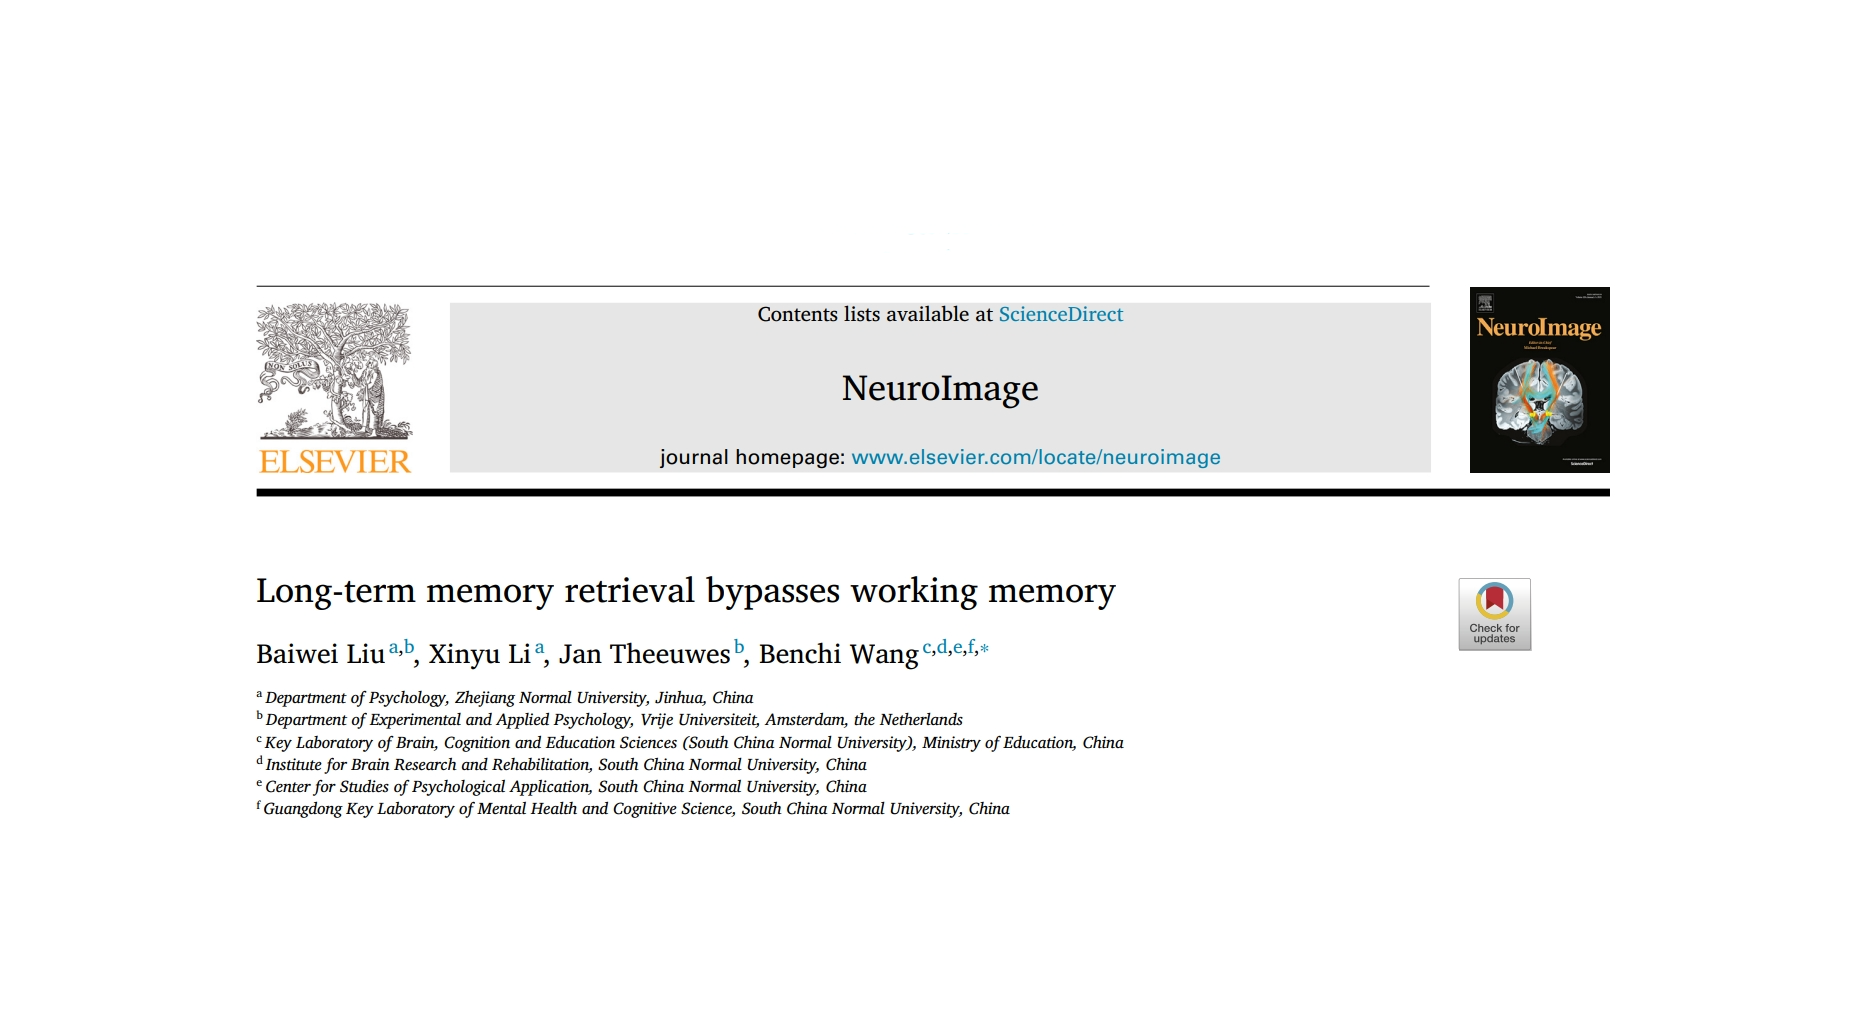 Contents lists available at ScienceDirect
NeuroImage
journal homepage: www.elsevier.com/locate/neuroimage
NON SOLUS
ELSEVIER
NeuroImage
Long-term memory retrieval bypasses working memory
Check for
updates
Baiwei Liu a,b, Xinyu Li a, Jan Theeuwes b, Benchi Wang c,d,e,f,*
a Department of Psychology, Zhejiang Normal University, Jinhua, China
b Department of Experimental and Applied Psychology, Vrije Universiteit, Amsterdam, the Netherlands
c Key Laboratory of Brain, Cognition and Education Sciences (South China Normal University), Ministry of Education, China
d Institute for Brain Research and Rehabilitation, South China Normal University, China
e Center for Studies of Psychological Application, South China Normal University, China
f Guangdong Key Laboratory of Mental Health and Cognitive Science, South China Normal University, China